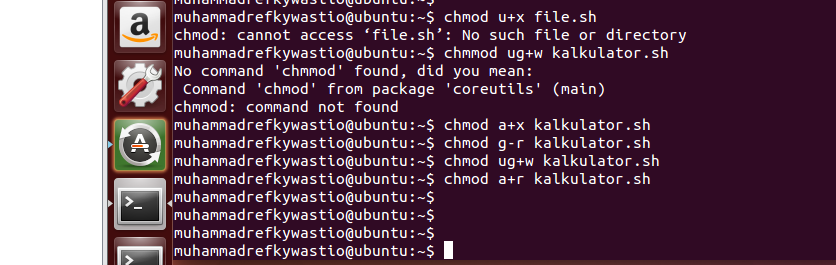 muhammadrefkywastio@ubuntu:~$ chmod u+x file.sh
chmod: cannot access ‘file.sh’: No such file or directory
muhammadrefkywastio@ubuntu:~$ chmmod ug+w kalkulator.sh
No command 'chmmod' found, did you mean:
 Command 'chmod' from package 'coreutils' (main)
chmmod: command not found
muhammadrefkywastio@ubuntu:~$ chmod a+x kalkulator.sh
muhammadrefkywastio@ubuntu:~$ chmod g-r kalkulator.sh
muhammadrefkywastio@ubuntu:~$ chmod ug+w kalkulator.sh
muhammadrefkywastio@ubuntu:~$ chmod a+r kalkulator.sh
muhammadrefkywastio@ubuntu:~$
muhammadrefkywastio@ubuntu:~$
muhammadrefkywastio@ubuntu:~$